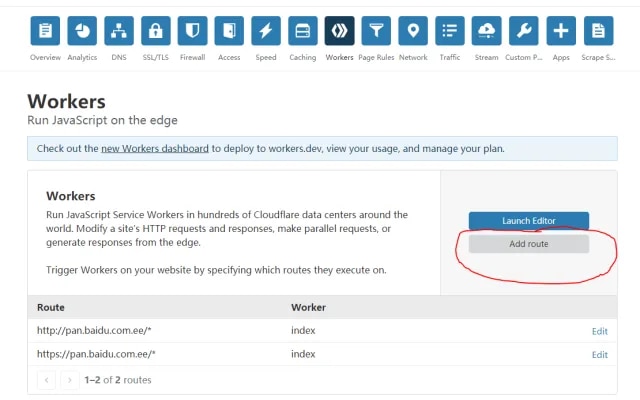 Overview Analytics DNS SSL/TLS Firewall Access Speed Caching Workers Page Rules Network Traffic Stream Custom P... Apps Scrape S...
Workers
Run JavaScript on the edge
Check out the new Workers dashboard to deploy to workers.dev, view your usage, and manage your plan.
Workers
Run JavaScript Service Workers in hundreds of Cloudflare data centers around the
world. Modify a site's HTTP requests and responses, make parallel requests, or
generate responses from the edge.
Trigger Workers on your website by specifying which routes they execute on.
Launch Editor
Add route
Route Worker
http://pan.baidu.com.ee/* index Edit
https://pan.baidu.com.ee/* index Edit
1–2 of 2 routes